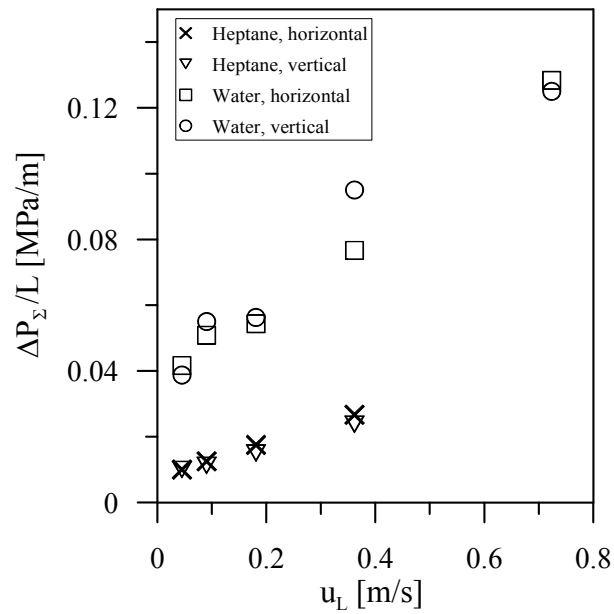 Heptane, horizontal
Heptane, vertical
Water, horizontal
Water, vertical
0.12
0.08
0.04
0
ΔP_Σ/L [MPa/m]
0 0.2 0.4 0.6 0.8
u_L [m/s]